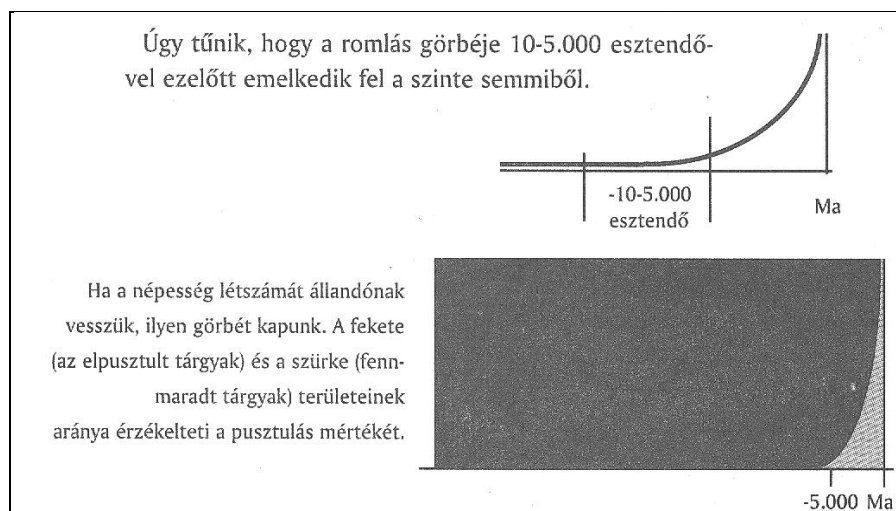 Úgy tűnik, hogy a romlás görbéje 10-5.000 esztendő-
vel ezelőtt emelkedik fel a szinte semmiből.
-10-5.000
esztendő
Ma
Ha a népesség létszámát állandónak
vesszük, ilyen görbét kapunk. A fekete
(az elpusztult tárgyak) és a szürke (fenn-
maradt tárgyak) területeinek
aránya érzékelteti a pusztulás mértékét.
-5.000 Ma